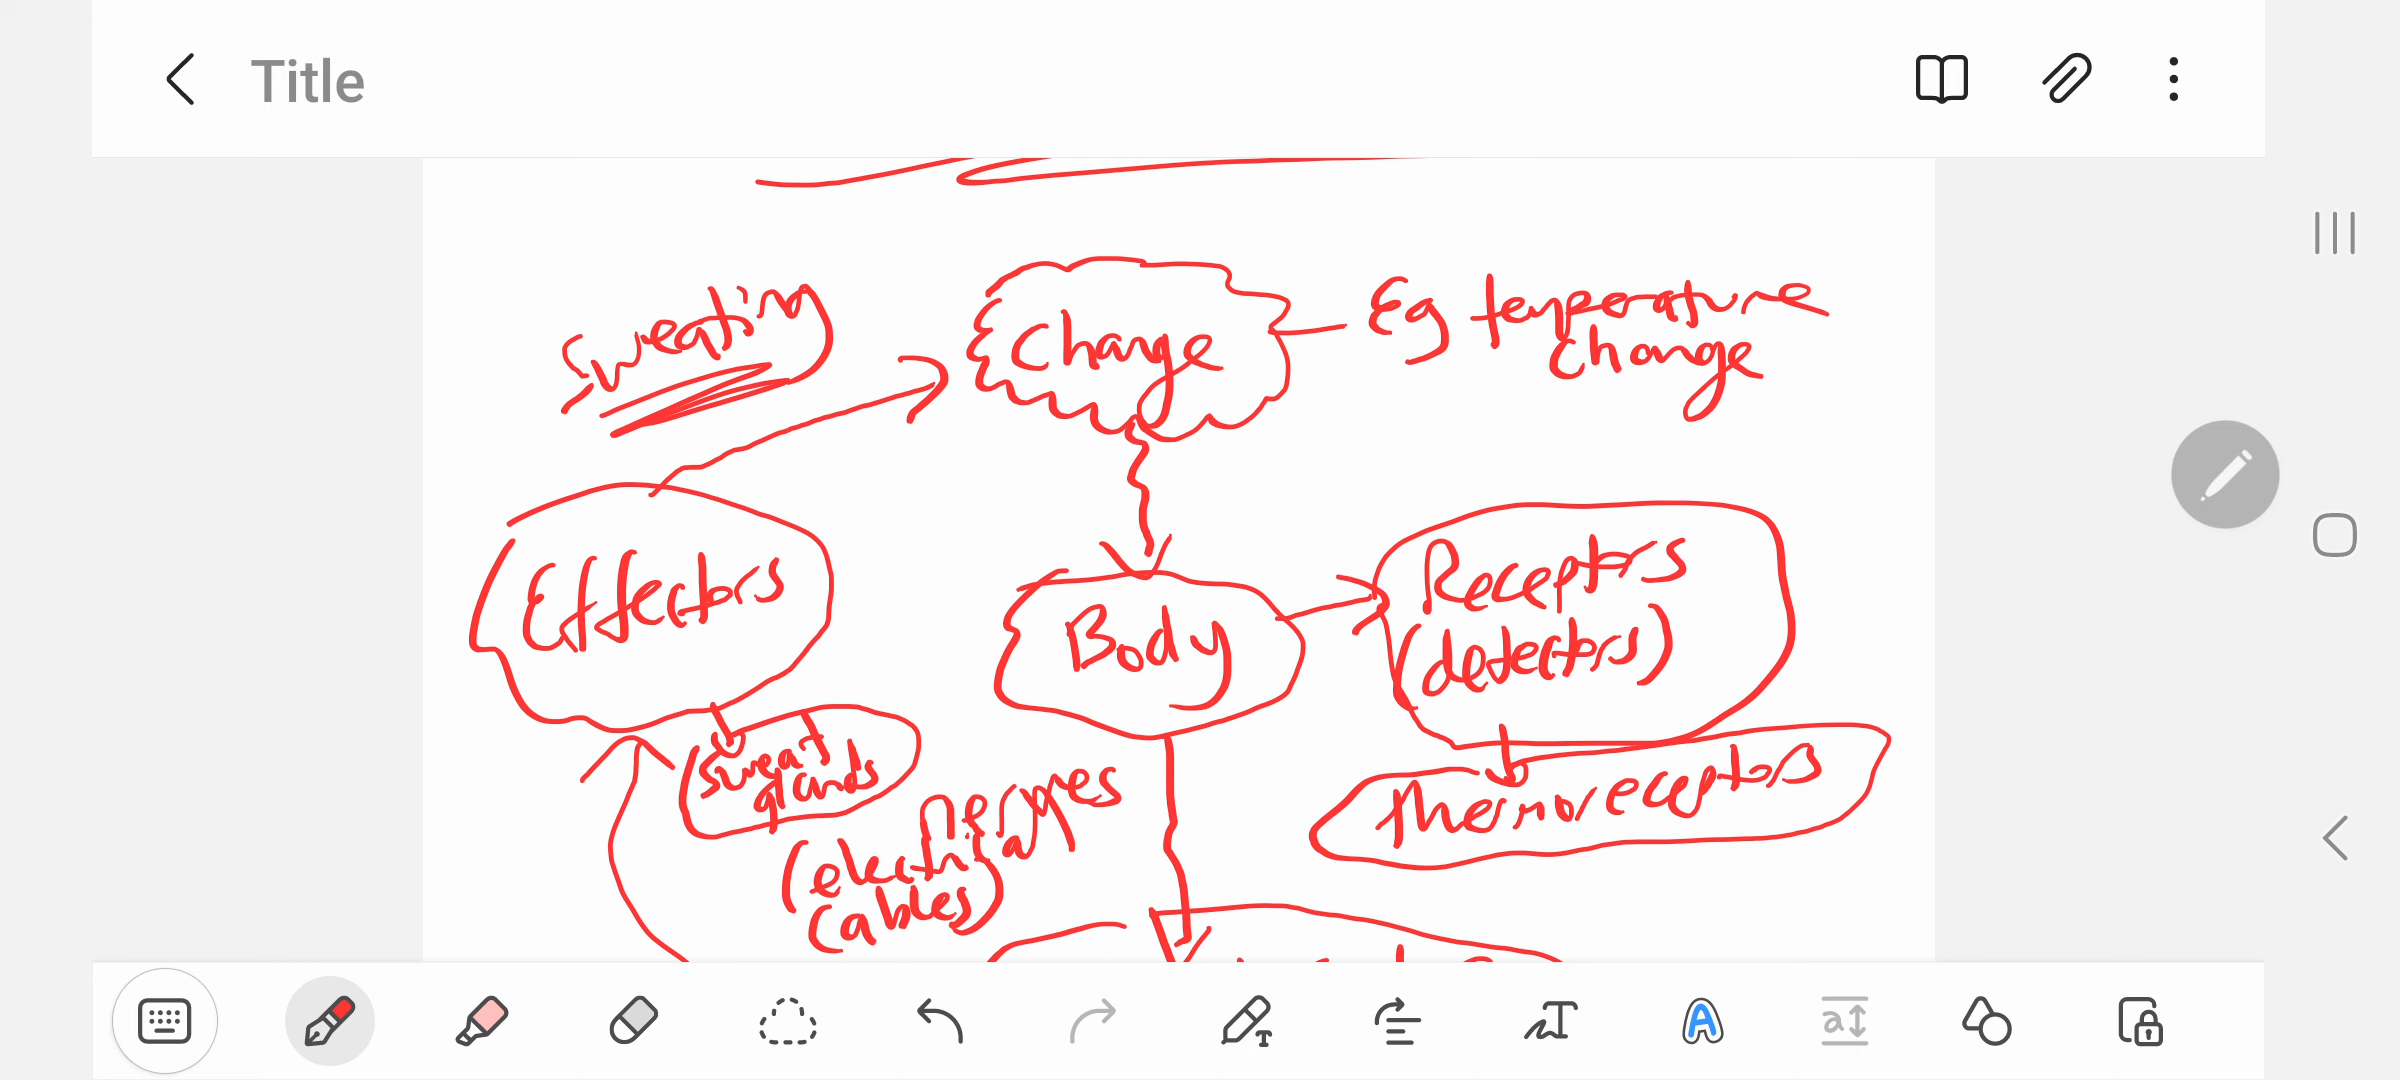 Title
Sweating
Change
Eg temperature
change
Effectors
Body
Receptors
(detectors)
sweat
glands
thermoreceptors
nerves
(electrical
cables)